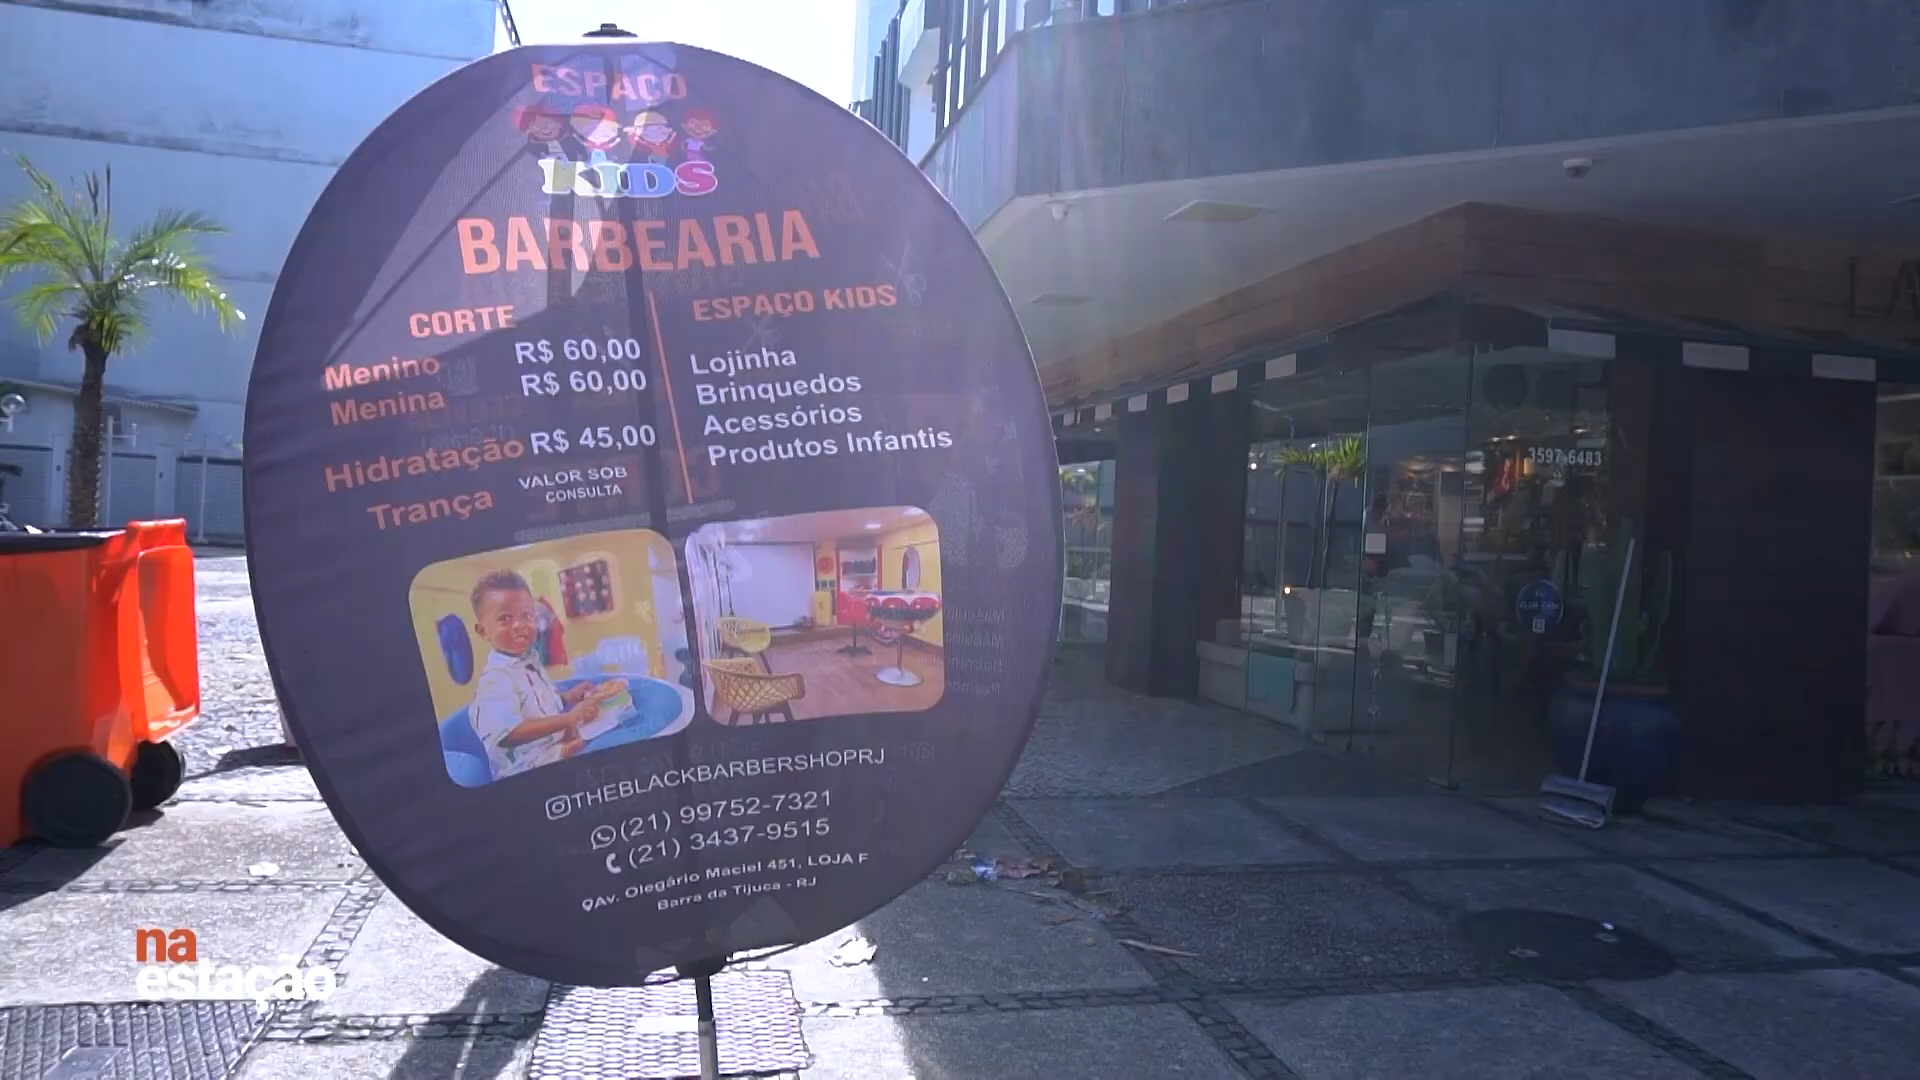 ESPAÇO
KIDS
BARBEARIA
CORTE
Menino R$ 60,00
Menina R$ 60,00
Hidratação R$ 45,00
Trança VALOR SOB
CONSULTA
ESPAÇO KIDS
Lojinha
Brinquedos
Acessórios
Produtos Infantis
@THEBLACKBARBERSHOPRJ
(21) 99752-7321
(21) 3437-9515
Av. Olegário Maciel 451, LOJA F
Barra da Tijuca - RJ
3597-6483
LA
na
estação